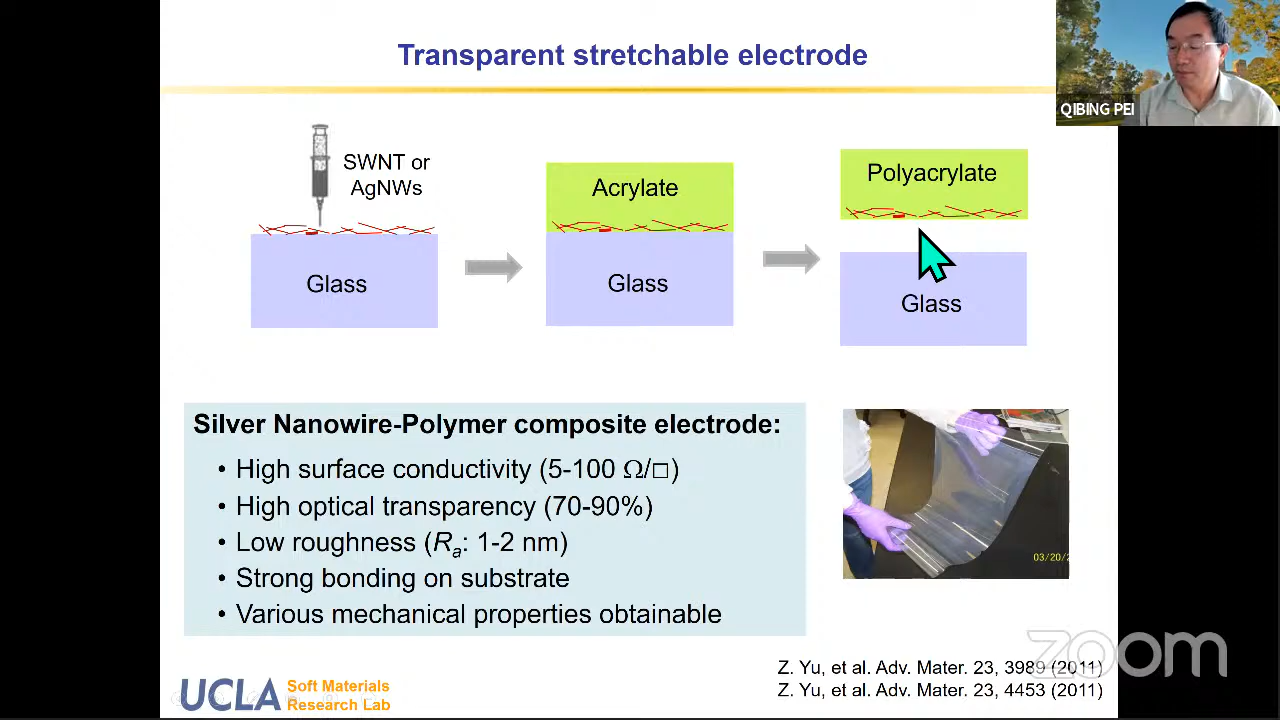 Transparent stretchable electrode
QIBING PEI
SWNT or
AgNWs
Glass
Acrylate
Glass
Polyacrylate
Glass
Silver Nanowire-Polymer composite electrode:
• High surface conductivity (5-100 Ω/□)
• High optical transparency (70-90%)
• Low roughness (Ra: 1-2 nm)
• Strong bonding on substrate
• Various mechanical properties obtainable
03/20/2
zoom
Z. Yu, et al. Adv. Mater. 23, 3989 (2011)
Z. Yu, et al. Adv. Mater. 23, 4453 (2011)
UCLA
Soft Materials
Research Lab